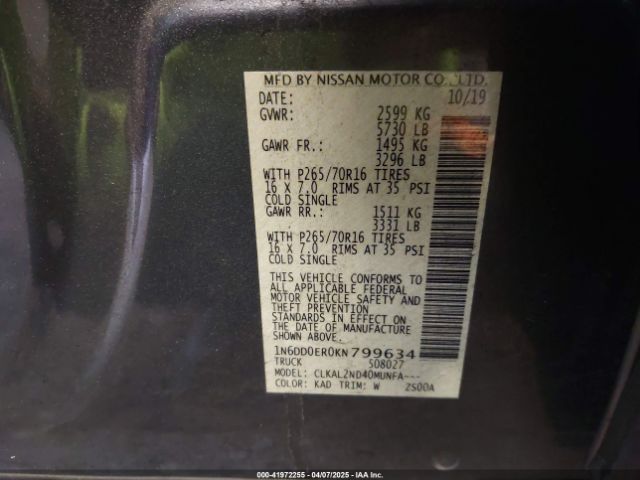 MFD BY NISSAN MOTOR CO.,LTD.
DATE: 10/19
GVWR: 2599 KG
5730 LB
GAWR FR.: 1495 KG
3296 LB
WITH P265/70R16 TIRES
16 X 7.0 RIMS AT 35 PSI
COLD SINGLE
GAWR RR.: 1511 KG
3331 LB
WITH P265/70R16 TIRES
16 X 7.0 RIMS AT 35 PSI
COLD SINGLE
THIS VEHICLE CONFORMS TO
ALL APPLICABLE FEDERAL
MOTOR VEHICLE SAFETY AND
THEFT PREVENTION
STANDARDS IN EFFECT ON
THE DATE OF MANUFACTURE
SHOWN ABOVE.
1N6DD0ER0KN799634
TRUCK 508027
MODEL: CLKAL2ND40MUNFA---
COLOR: KAD TRIM: W 2S00A
000-41972255 - 04/07/2025 - IAA Inc.